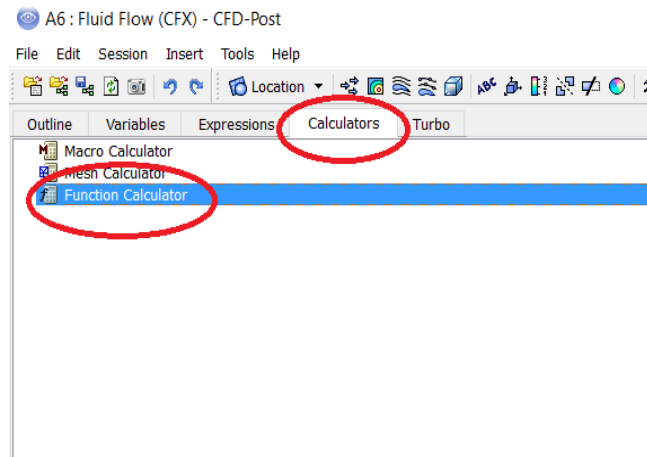 A6 : Fluid Flow (CFX) - CFD-Post
File Edit Session Insert Tools Help
Location
Outline Variables Expressions Calculators Turbo
Macro Calculator
Mesh Calculator
Function Calculator